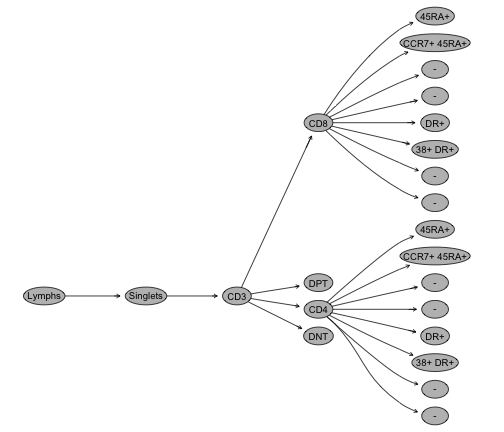 45RA+
CCR7+ 45RA+
-
-
CD8
DR+
38+ DR+
-
-
45RA+
CCR7+ 45RA+
DPT
-
Lymphs
Singlets
CD3
CD4
-
DNT
DR+
38+ DR+
-
-